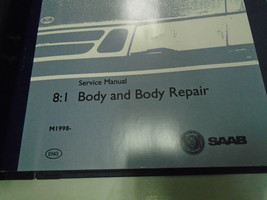 Service Manual
8:1 Body and Body Repair
M1998-
SAAB
ENG